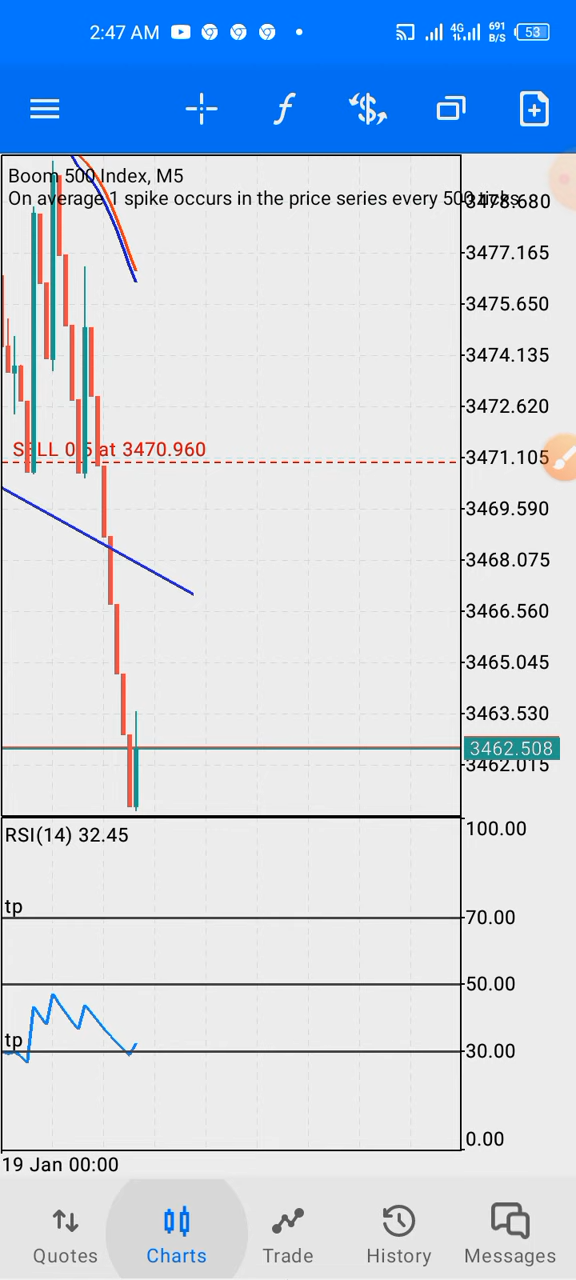 2:47 AM
4G
691
B/S
53
Boom 500 Index, M5
On average 1 spike occurs in the price series every 500 ticks
3478.680
3477.165
3475.650
3474.135
3472.620
SELL 0.5 at 3470.960
3471.105
3469.590
3468.075
3466.560
3465.045
3463.530
3462.508
3462.015
RSI(14) 32.45
100.00
tp
70.00
50.00
tp
30.00
0.00
19 Jan 00:00
Quotes
Charts
Trade
History
Messages